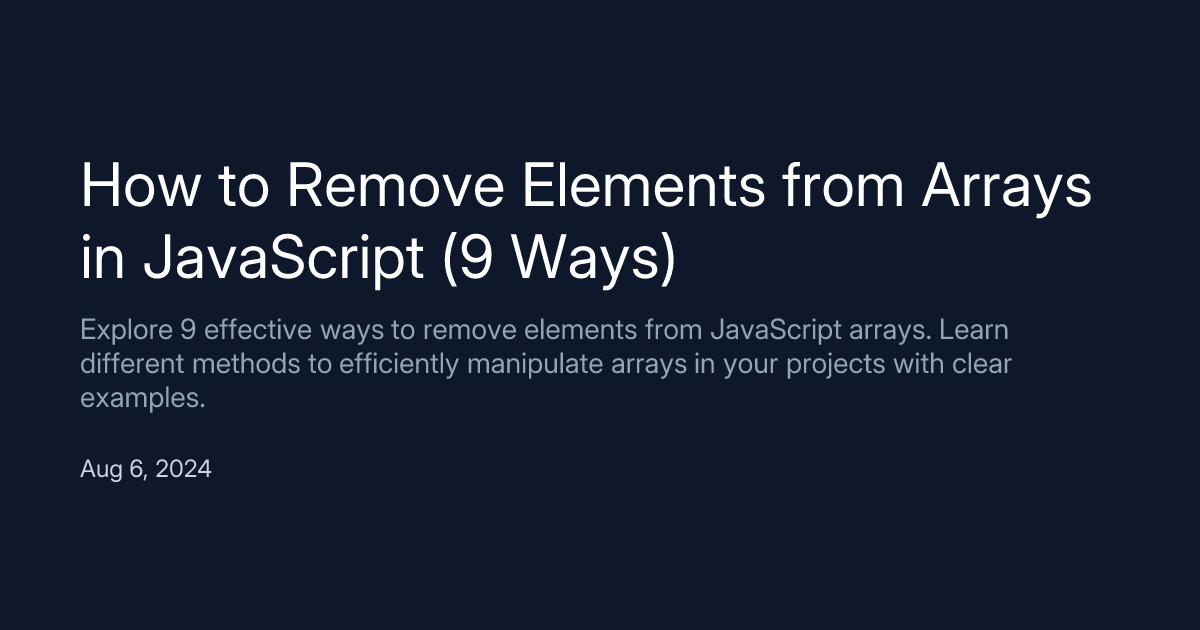 How to Remove Elements from Arrays
in JavaScript (9 Ways)
Explore 9 effective ways to remove elements from JavaScript arrays. Learn
different methods to efficiently manipulate arrays in your projects with clear
examples.
Aug 6, 2024